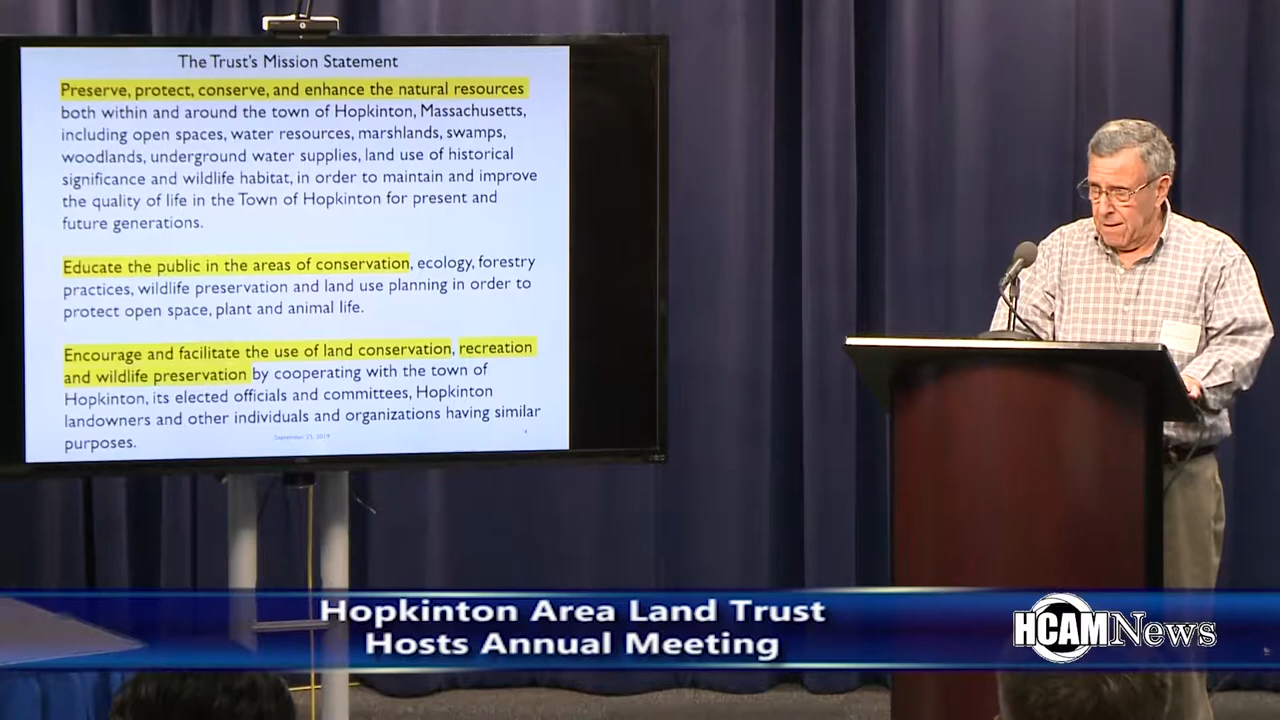 The Trust's Mission Statement
Preserve, protect, conserve, and enhance the natural resources
both within and around the town of Hopkinton, Massachusetts,
including open spaces, water resources, marshlands, swamps,
woodlands, underground water supplies, land use of historical
significance and wildlife habitat, in order to maintain and improve
the quality of life in the Town of Hopkinton for present and
future generations.
Educate the public in the areas of conservation, ecology, forestry
practices, wildlife preservation and land use planning in order to
protect open space, plant and animal life.
Encourage and facilitate the use of land conservation, recreation
and wildlife preservation by cooperating with the town of
Hopkinton, its elected officials and committees, Hopkinton
landowners and other individuals and organizations having similar
purposes.
Hopkinton Area Land Trust
Hosts Annual Meeting
HCAM News